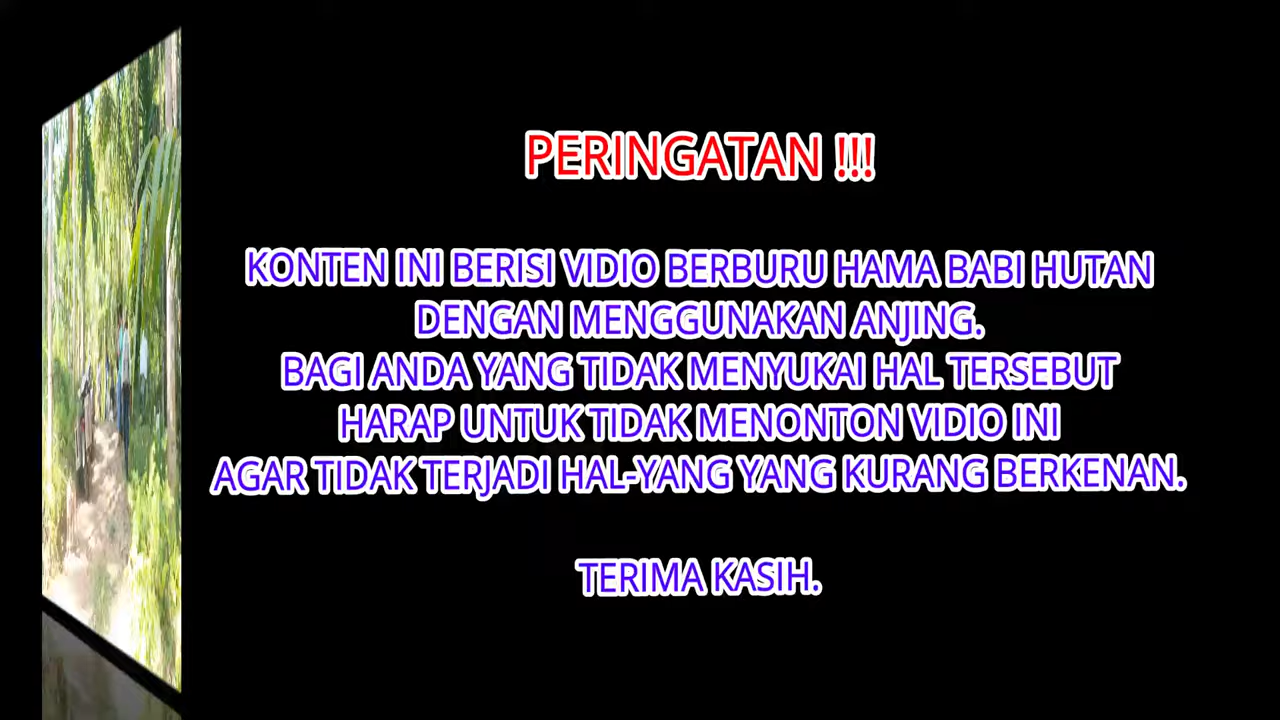 PERINGATAN !!!
KONTEN INI BERISI VIDIO BERBURU HAMA BABI HUTAN
DENGAN MENGGUNAKAN ANJING.
BAGI ANDA YANG TIDAK MENYUKAI HAL TERSEBUT
HARAP UNTUK TIDAK MENONTON VIDIO INI
AGAR TIDAK TERJADI HAL-YANG YANG KURANG BERKENAN.
TERIMA KASIH.